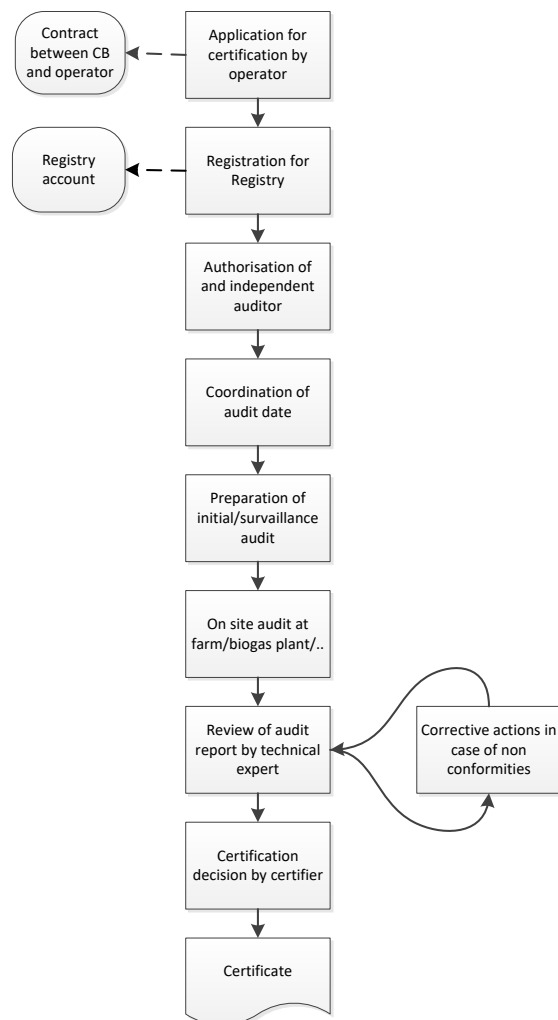 Contract
between CB
and operator
Application for
certification by
operator
Registry
account
Registration for
Registry
Authorisation of
and independent
auditor
Coordination of
audit date
Preparation of
initial/survaillance
audit
On site audit at
farm/biogas plant/..
Review of audit
report by technical
expert
Corrective actions in
case of non
conformities
Certification
decision by certifier
Certificate